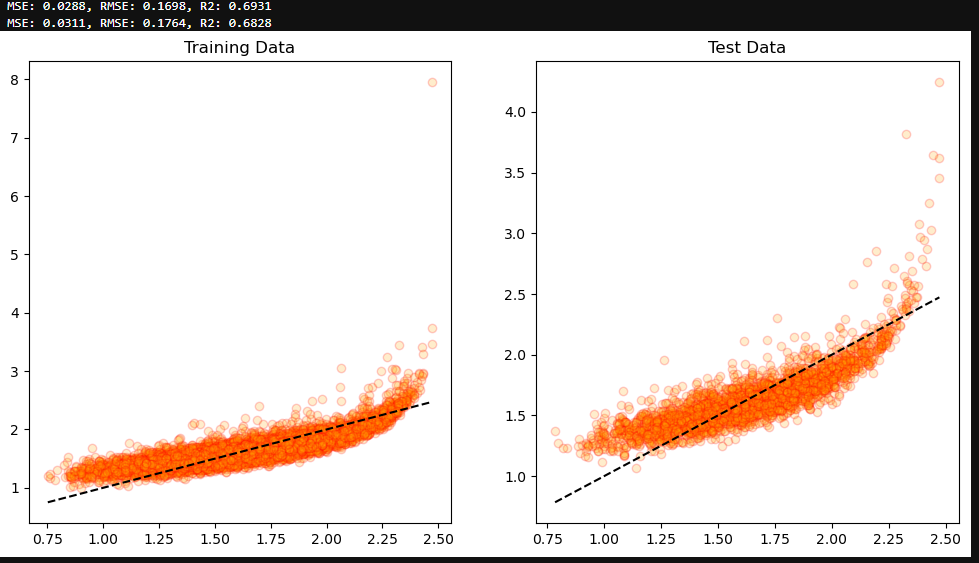 MSE: 0.0288, RMSE: 0.1698, R2: 0.6931
MSE: 0.0311, RMSE: 0.1764, R2: 0.6828
Training Data
8
7
6
5
4
3
2
1
0.75 1.00 1.25 1.50 1.75 2.00 2.25 2.50
Test Data
4.0
3.5
3.0
2.5
2.0
1.5
1.0
0.75 1.00 1.25 1.50 1.75 2.00 2.25 2.50